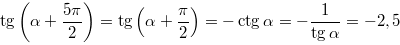 tg (α + 5π/2) = tg (α + π/2) = − ctg α = − 1/tg α = −2, 5